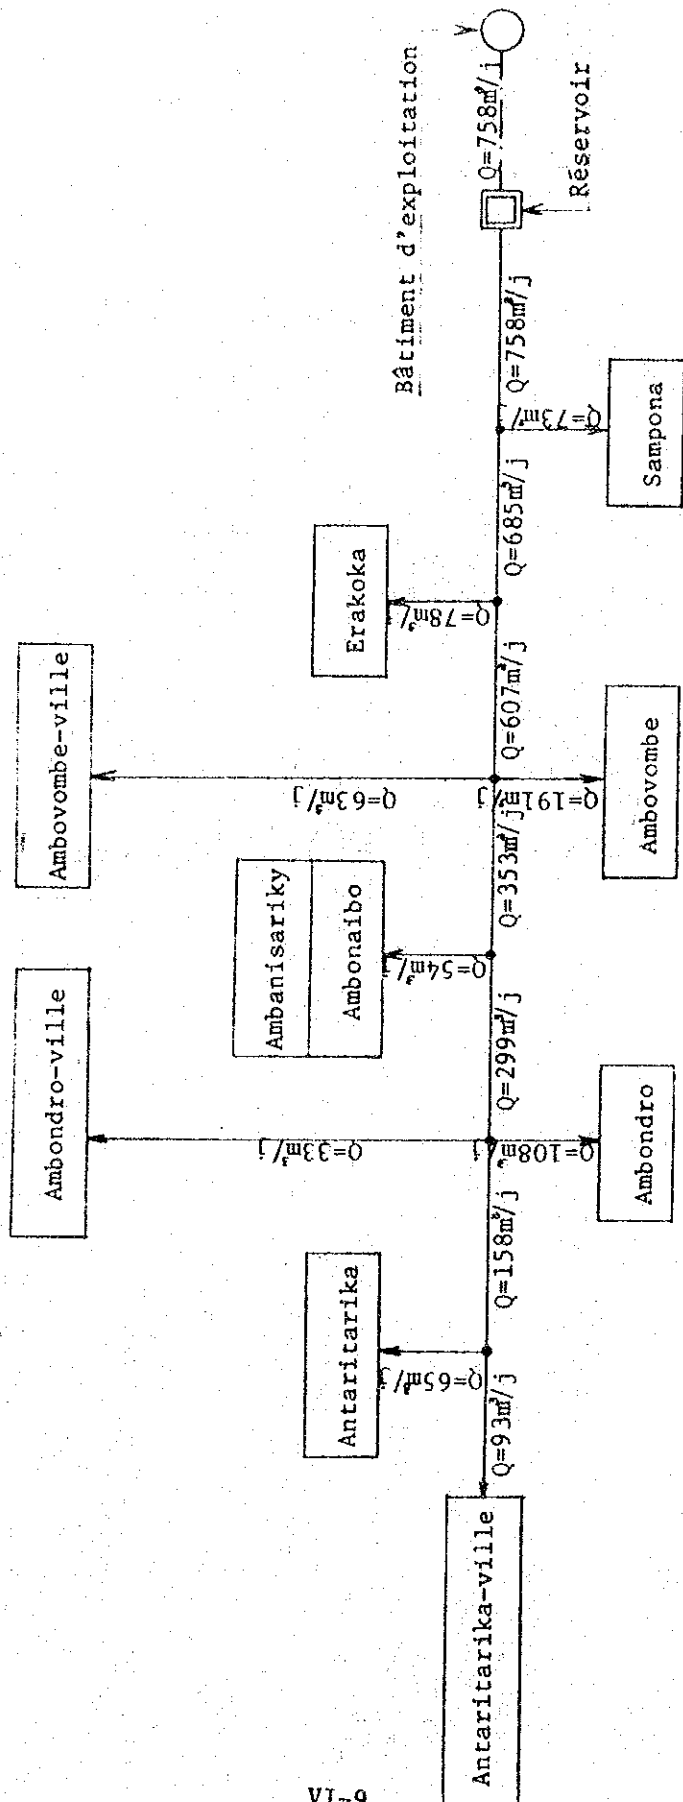 Bâtiment d'exploitation
Q=758m³/j
Réservoir
Q=758m³/j
Q=73m³/j
Sampona
Q=685m³/j
Erakoka
Q=78m³/j
Q=607m³/j
Ambovombe-ville
Q=63m³/j
Q=191m³/j
Ambovombe
Q=353m³/j
Ambanisariky
Ambonaibo
Q=54m³/j
Q=299m³/j
Ambondro-ville
Q=33m³/j
Q=108m³/j
Ambondro
Q=158m³/j
Antaritarika
Q=65m³/j
Q=93m³/j
Antaritarika-ville
VI-9